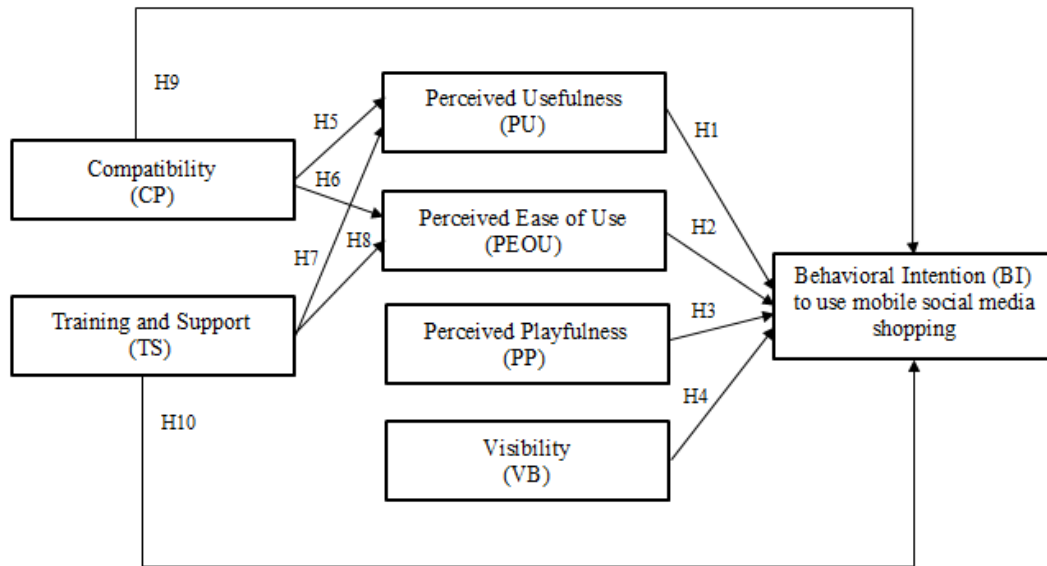 H9
Perceived Usefulness
(PU)
H5
H1
Compatibility
(CP)
H6
Perceived Ease of Use
(PEOU)
H2
H7
H8
Behavioral Intention (BI)
to use mobile social media
shopping
Training and Support
(TS)
Perceived Playfulness
(PP)
H3
H4
H10
Visibility
(VB)